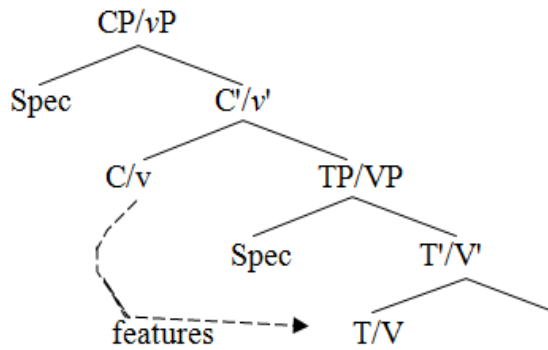 CP/vP
Spec C'/v'
C/v TP/VP
Spec T'/V'
features T/V